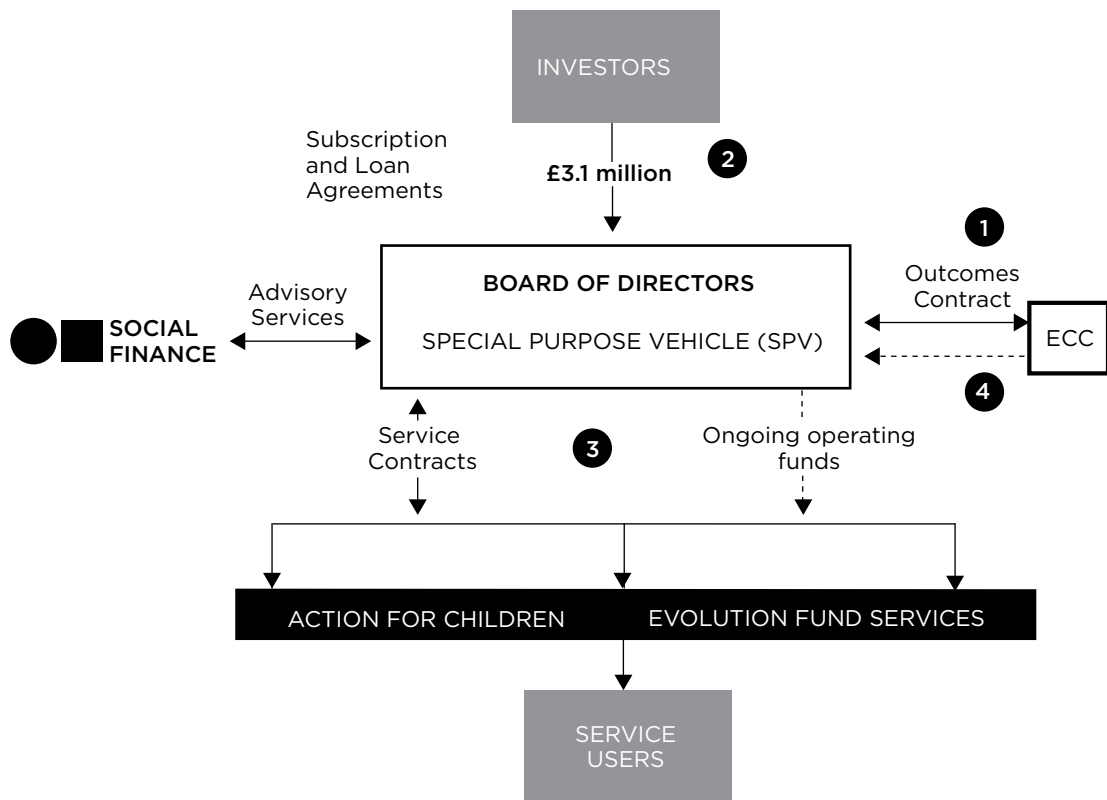 INVESTORS
Subscription
and Loan
Agreements
£3.1 million
2
1
BOARD OF DIRECTORS
SPECIAL PURPOSE VEHICLE (SPV)
Outcomes
Contract
ECC
4
Advisory
Services
SOCIAL
FINANCE
Service
Contracts
3
Ongoing operating
funds
ACTION FOR CHILDREN
EVOLUTION FUND SERVICES
SERVICE
USERS